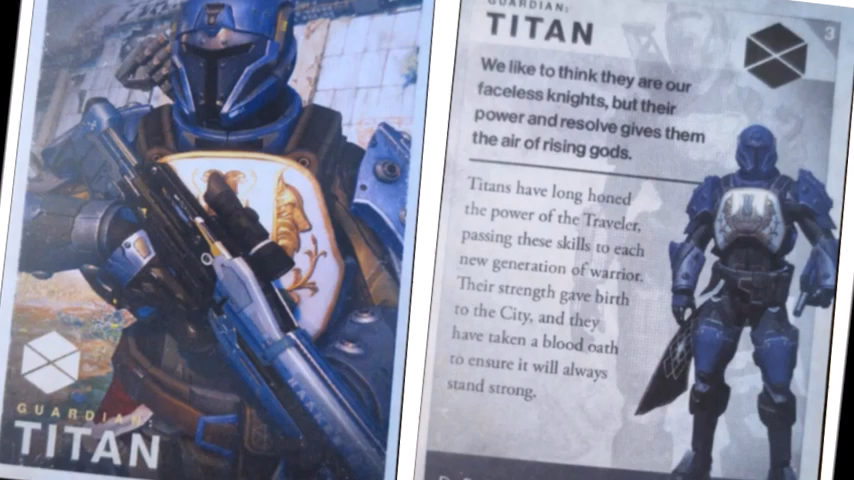 GUARDIAN:
TITAN
GUARDIAN:
TITAN
3
We like to think they are our
faceless knights, but their
power and resolve gives them
the air of rising gods.
Titans have long honed
the power of the Traveler,
passing these skills to each
new generation of warrior.
Their strength gave birth
to the City, and they
have taken a blood oath
to ensure it will always
stand strong.